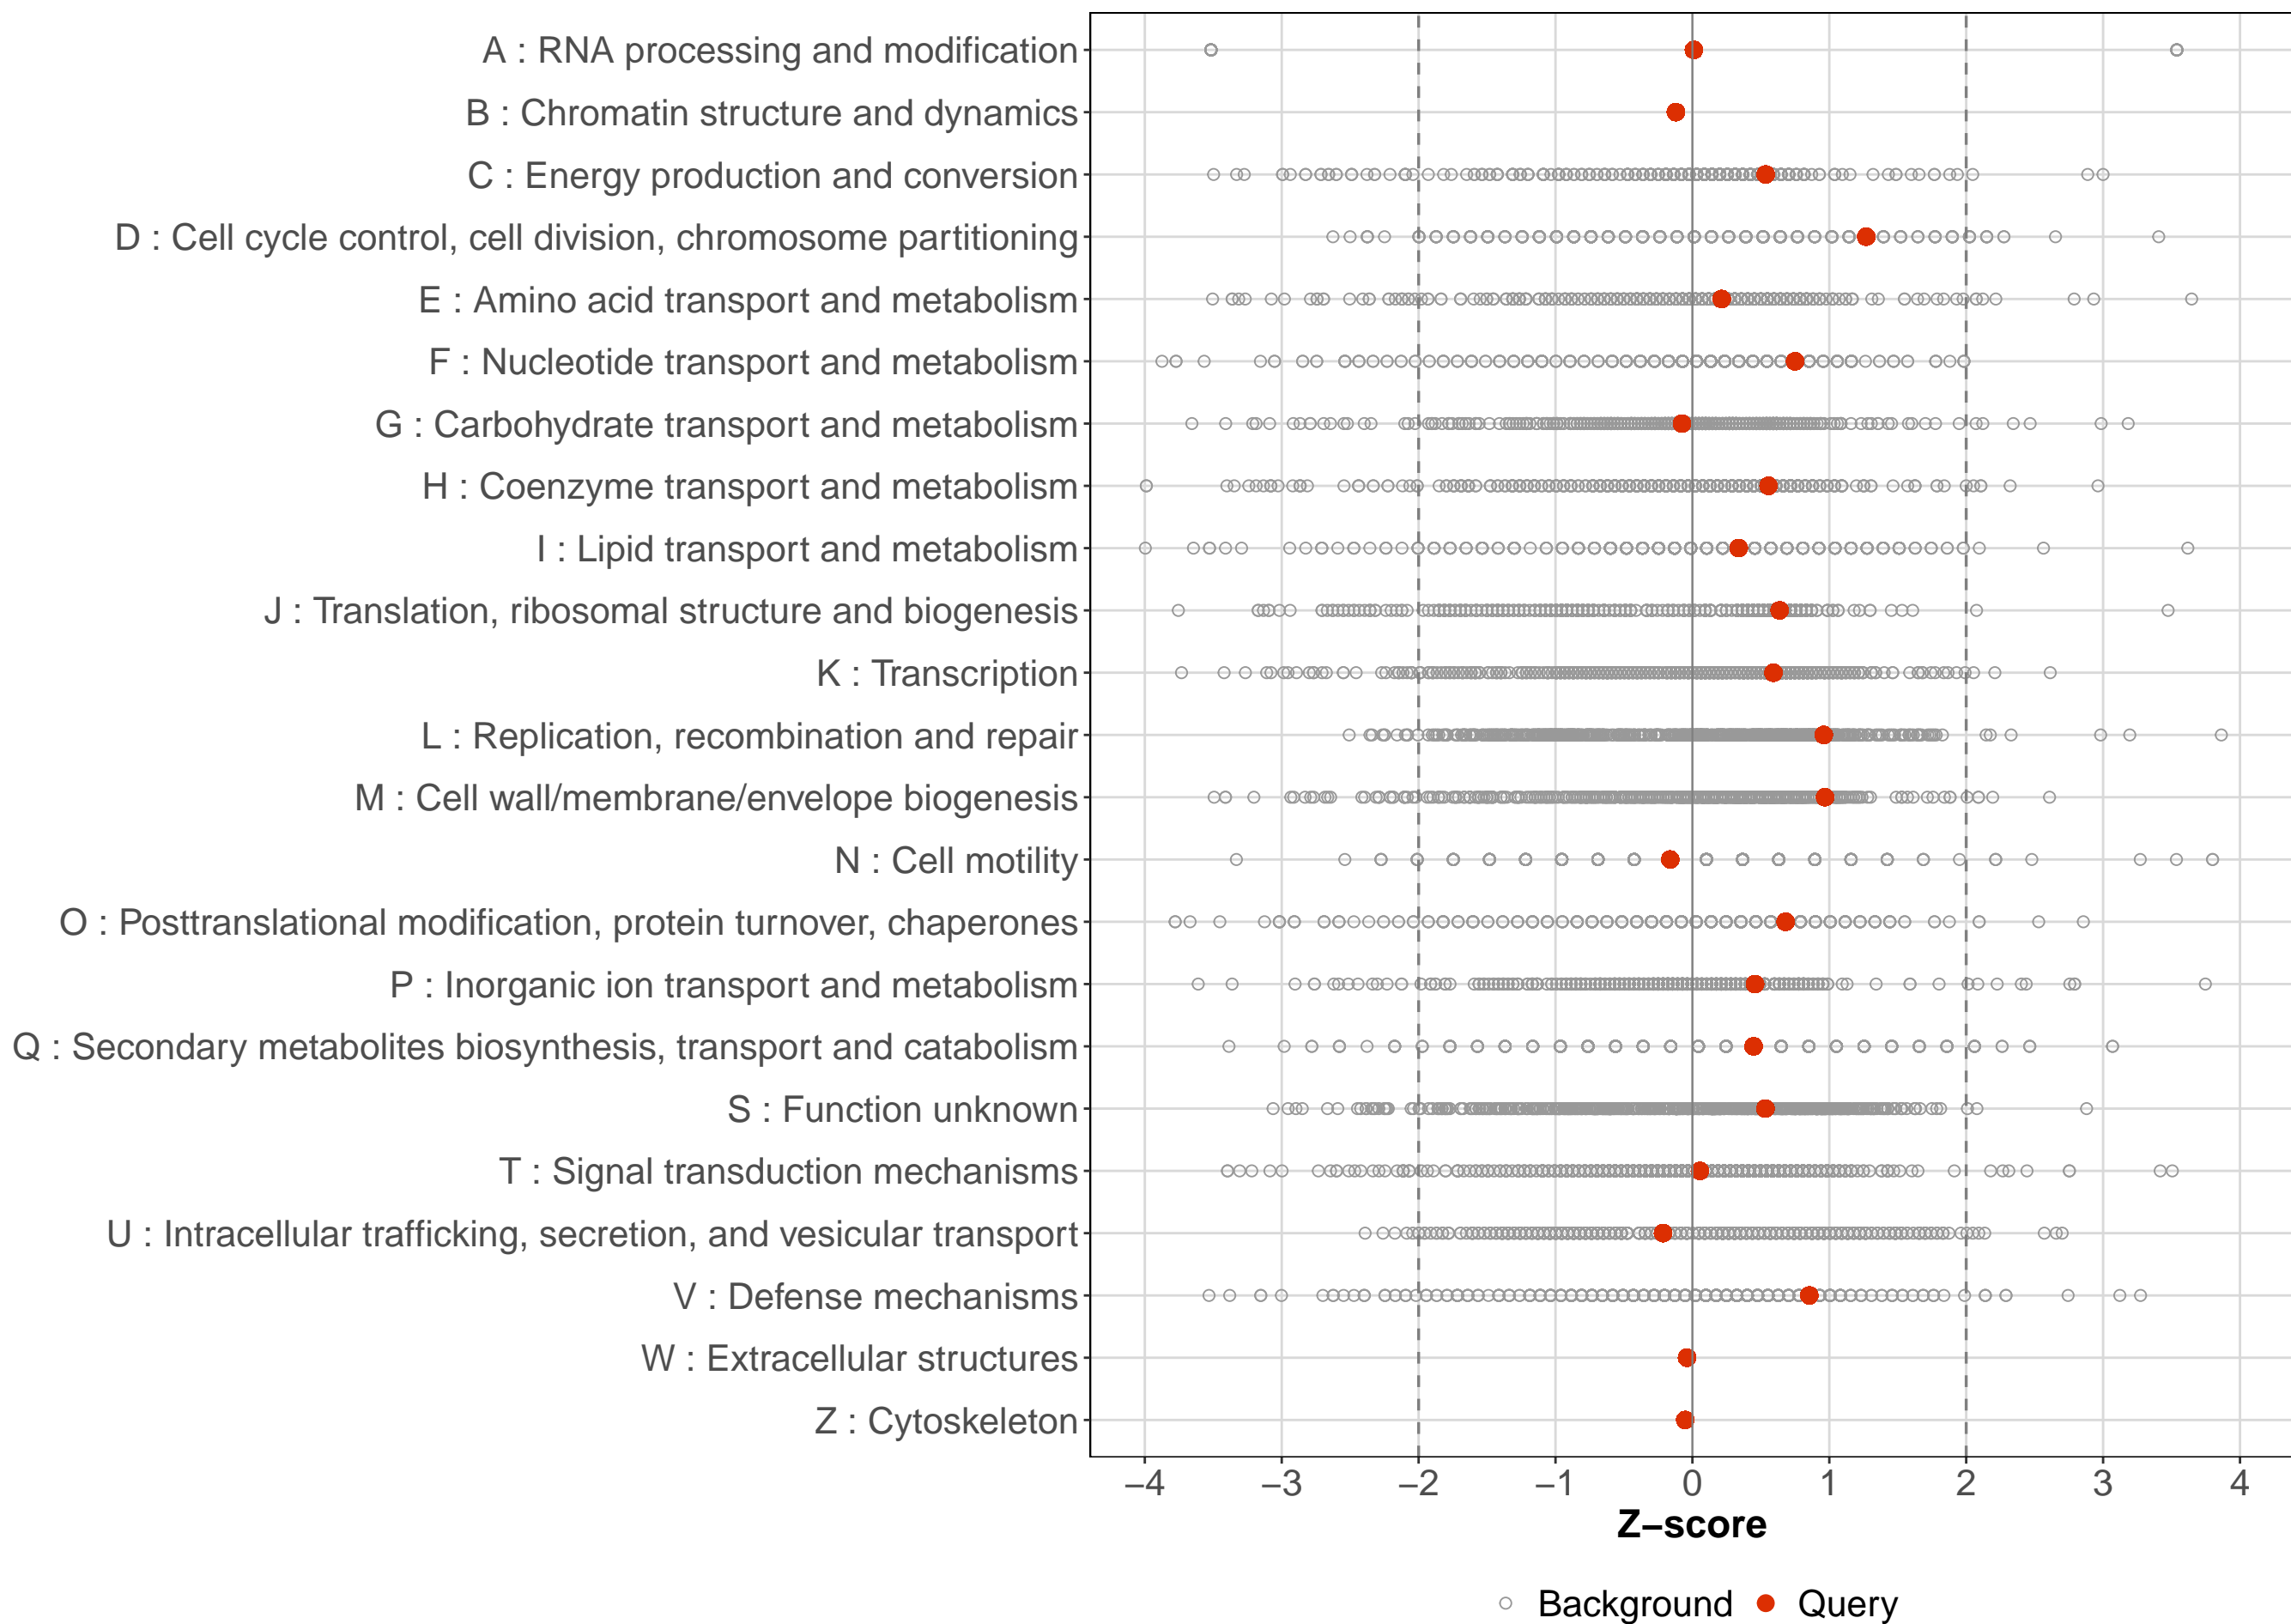 A : RNA processing and modification
B : Chromatin structure and dynamics
C : Energy production and conversion
D : Cell cycle control, cell division, chromosome partitioning
E : Amino acid transport and metabolism
F : Nucleotide transport and metabolism
G : Carbohydrate transport and metabolism
H : Coenzyme transport and metabolism
I : Lipid transport and metabolism
J : Translation, ribosomal structure and biogenesis
K : Transcription
L : Replication, recombination and repair
M : Cell wall/membrane/envelope biogenesis
N : Cell motility
O : Posttranslational modification, protein turnover, chaperones
P : Inorganic ion transport and metabolism
Q : Secondary metabolites biosynthesis, transport and catabolism
S : Function unknown
T : Signal transduction mechanisms
U : Intracellular trafficking, secretion, and vesicular transport
V : Defense mechanisms
W : Extracellular structures
Z : Cytoskeleton
−4 −3 −2 −1 0 1 2 3 4
Z−score
Background Query